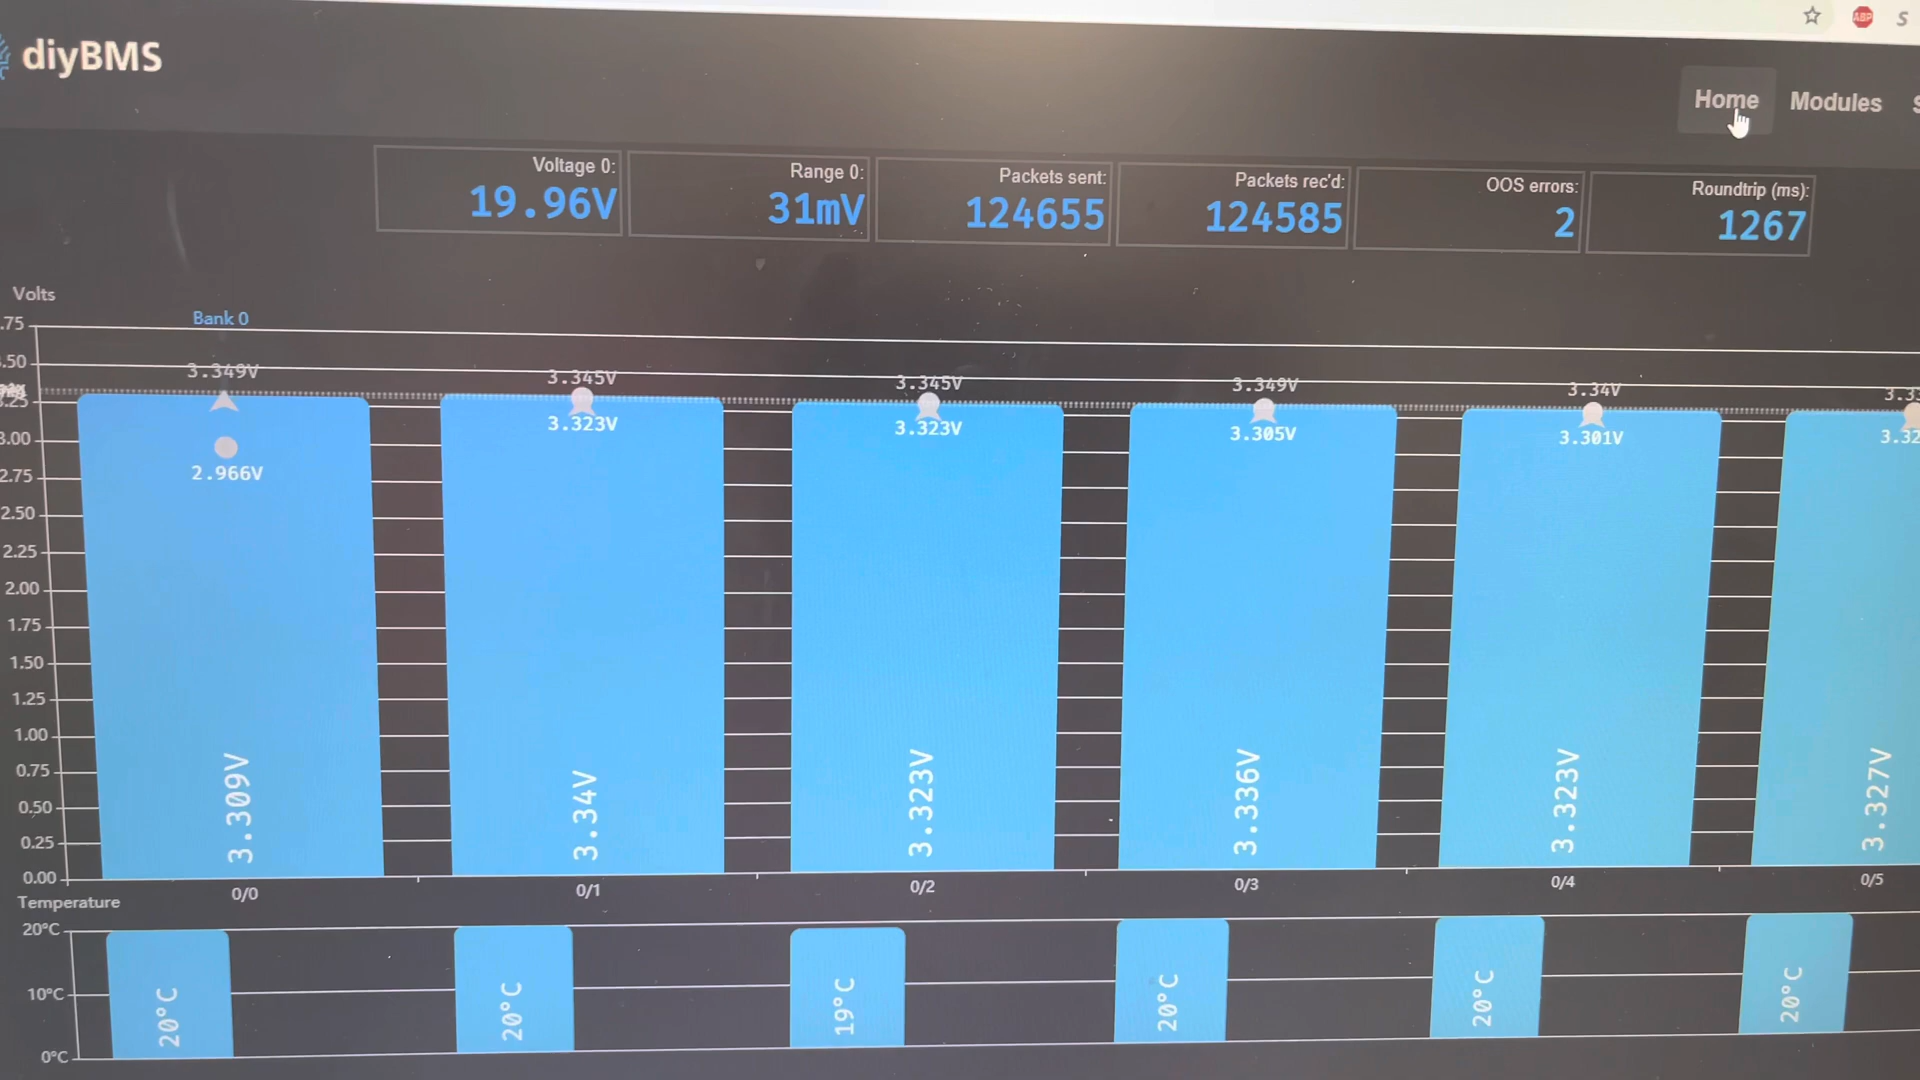 diyBMS
Home Modules
Voltage 0: 19.96V
Range 0: 31mV
Packets sent: 124655
Packets rec'd: 124585
OOS errors: 2
Roundtrip (ms): 1267
Volts
Bank 0
.75
.50
3.00
2.75
2.50
2.25
2.00
1.75
1.50
1.25
1.00
0.75
0.50
0.25
0.00
3.349V 3.345V 3.345V 3.349V 3.34V
2.966V 3.323V 3.323V 3.305V 3.301V 3.32
3.309V 3.34V 3.323V 3.336V 3.323V 3.327V
0/0 0/1 0/2 0/3 0/4 0/5
Temperature
20°C
10°C
0°C
20°C 20°C 19°C 20°C 20°C 20°C